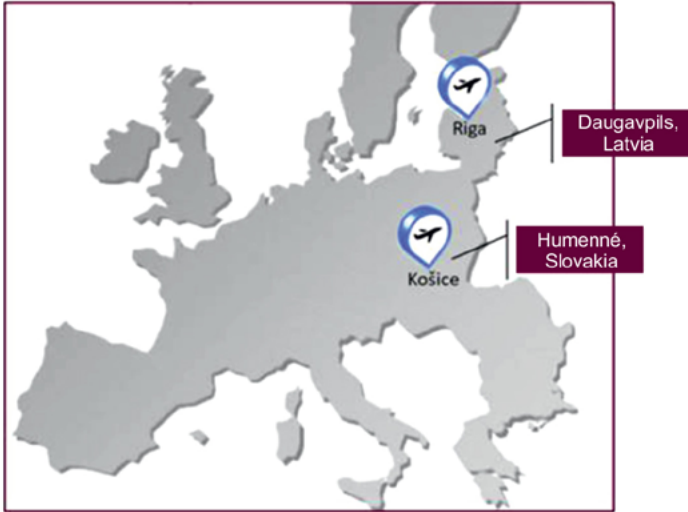 Riga
Daugavpils,
Latvia
Humenné,
Slovakia
Košice